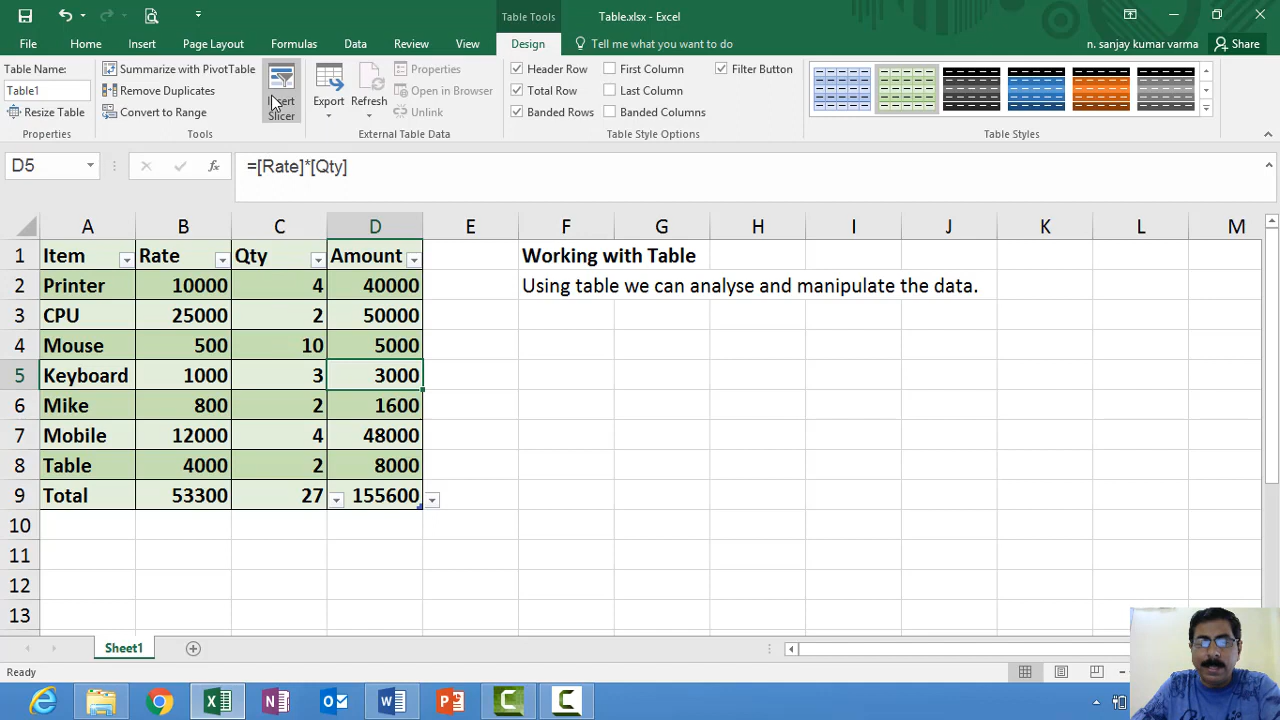 Table Tools
Table.xlsx - Excel
File
Home
Insert
Page Layout
Formulas
Data
Review
View
Design
Tell me what you want to do
n. sanjay kumar varma
Share
Table Name:
Table1
Resize Table
Properties
Summarize with PivotTable
Remove Duplicates
Convert to Range
Tools
Slicer
Export
Refresh
Properties
Open in Browser
Unlink
External Table Data
Header Row
Total Row
Banded Rows
First Column
Last Column
Banded Columns
Filter Button
Table Style Options
Table Styles
D5
fx
=[Rate]*[Qty]
A B C D E F G H I J K L M
1 Item Rate Qty Amount Working with Table
2 Printer 10000 4 40000 Using table we can analyse and manipulate the data.
3 CPU 25000 2 50000
4 Mouse 500 10 5000
5 Keyboard 1000 3 3000
6 Mike 800 2 1600
7 Mobile 12000 4 48000
8 Table 4000 2 8000
9 Total 53300 27 155600
10
11
12
13
Sheet1
Ready